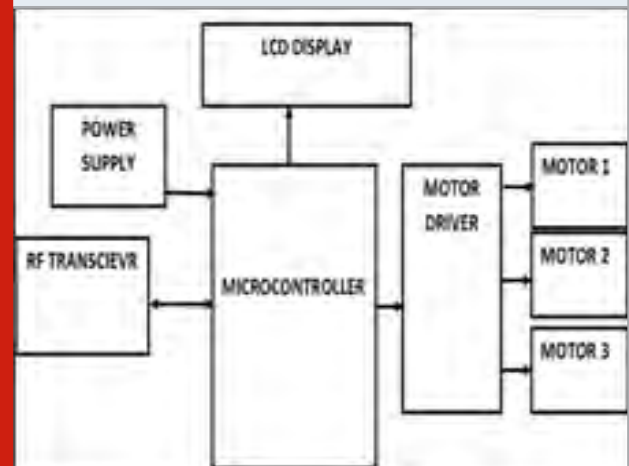 LCD DISPLAY
POWER
SUPPLY
RF TRANSCIEVR
MICROCONTROLLER
MOTOR
DRIVER
MOTOR 1
MOTOR 2
MOTOR 3